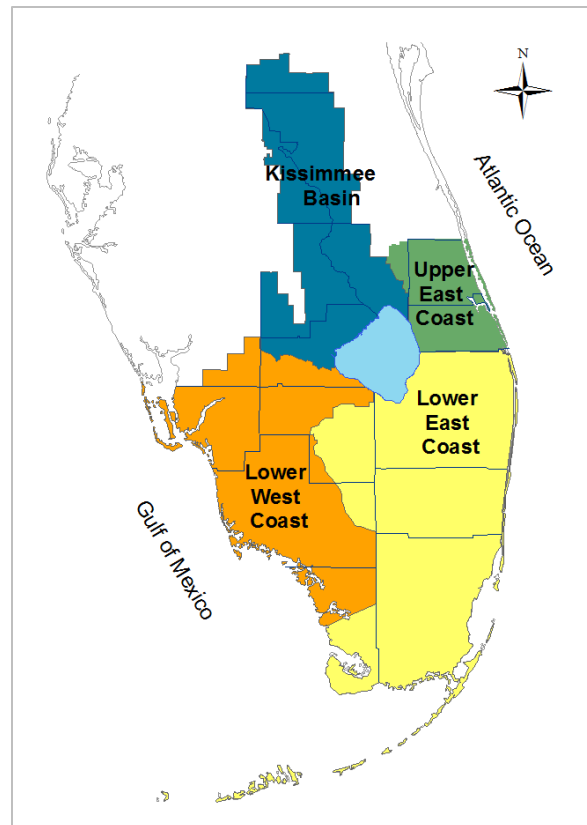 N
Kissimmee
Basin
Atlantic Ocean
Upper
East
Coast
Lower
East
Coast
Lower
West
Coast
Gulf of Mexico